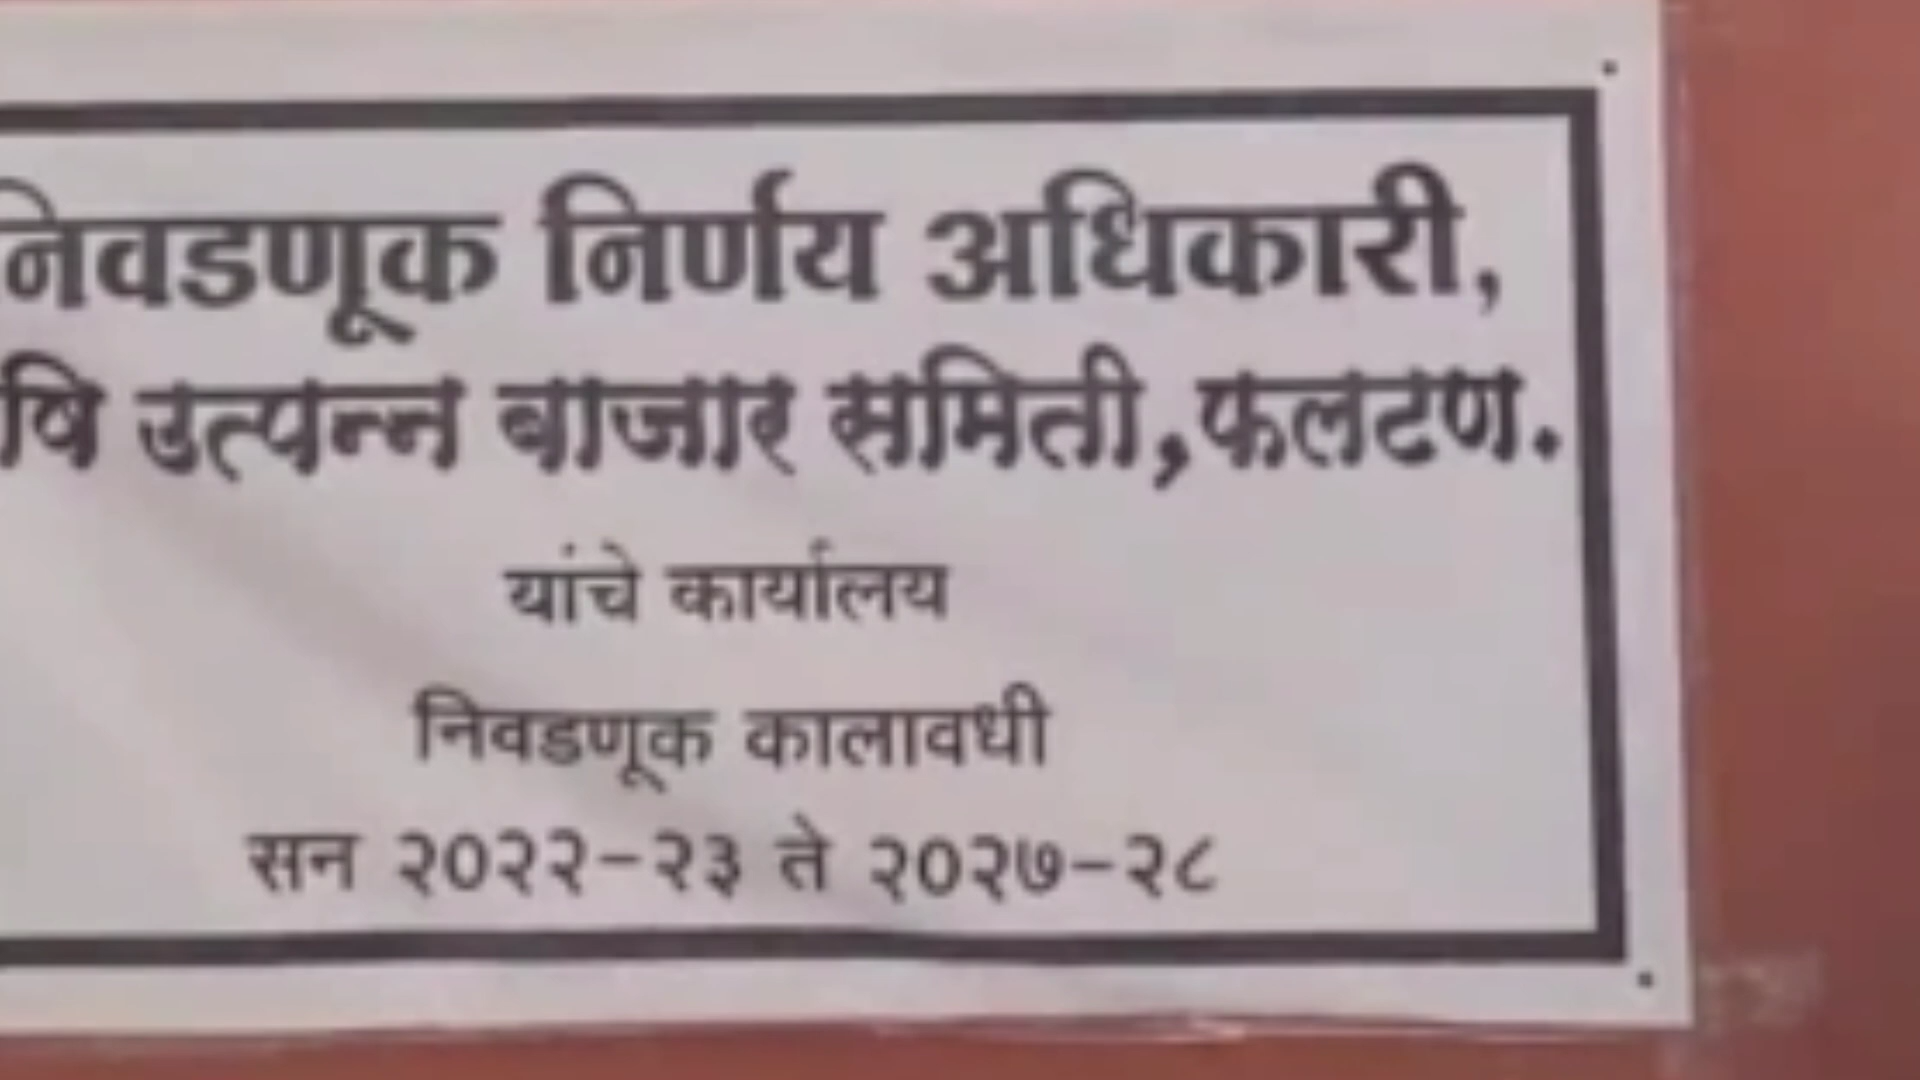 निवडणूक निर्णय अधिकारी,
षि उत्पन्न बाजार समिती,फलटण.
यांचे कार्यालय
निवडणूक कालावधी
सन २०२२-२३ ते २०२७-२८